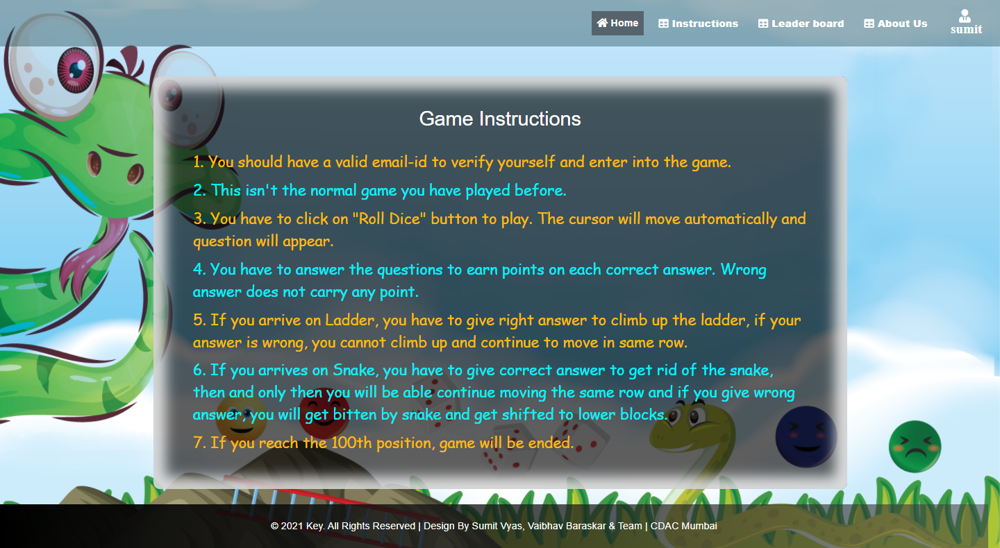 Home Instructions Leader board About Us
sumit
Game Instructions
1. You should have a valid email-id to verify yourself and enter into the game.
2. This isn't the normal game you have played before.
3. You have to click on "Roll Dice" button to play. The cursor will move automatically and
question will appear.
4. You have to answer the questions to earn points on each correct answer. Wrong
answer does not carry any point.
5. If you arrive on Ladder, you have to give right answer to climb up the ladder, if your
answer is wrong, you cannot climb up and continue to move in same row.
6. If you arrives on Snake, you have to give correct answer to get rid of the snake,
then and only then you will be able continue moving the same row and if you give wrong
answer, you will get bitten by snake and get shifted to lower blocks.
7. If you reach the 100th position, game will be ended.
© 2021 Key. All Rights Reserved | Design By Sumit Vyas, Vaibhav Baraskar & Team | CDAC Mumbai